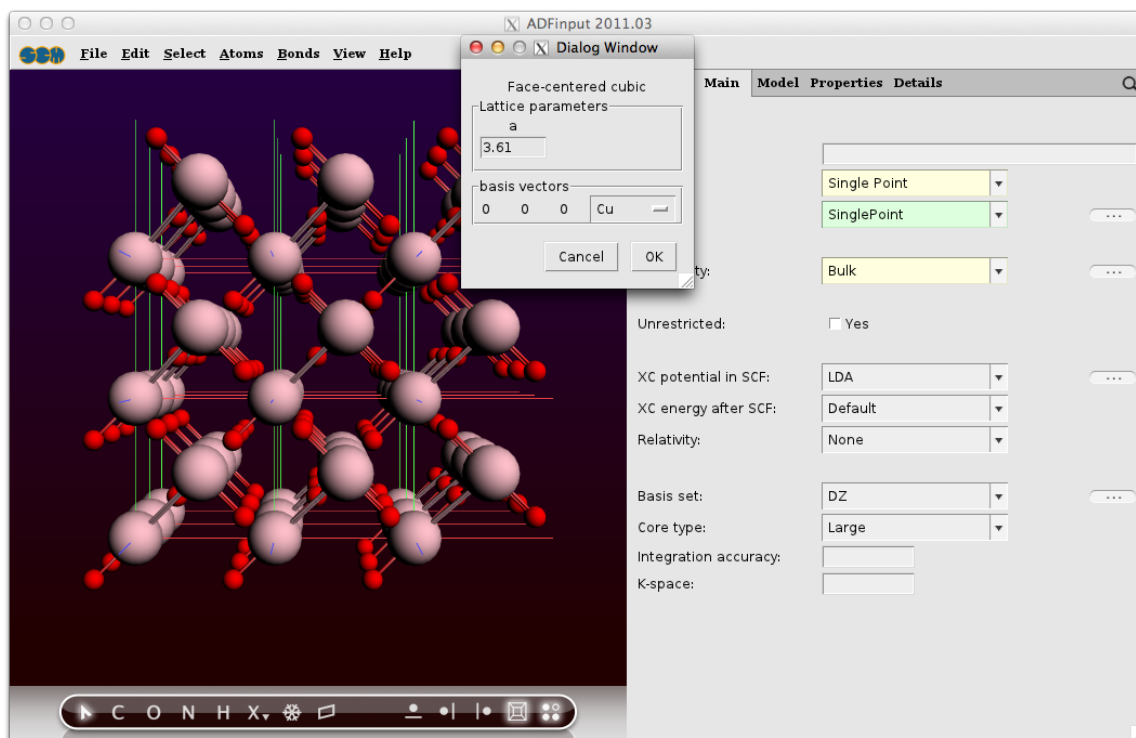 X ADFinput 2011.03
SCM File Edit Select Atoms Bonds View Help
X Dialog Window
Face-centered cubic
Lattice parameters
a
3.61
basis vectors
0 0 0 Cu
Cancel OK
Main Model Properties Details
Single Point
SinglePoint
ty: Bulk
Unrestricted: Yes
XC potential in SCF: LDA
XC energy after SCF: Default
Relativity: None
Basis set: DZ
Core type: Large
Integration accuracy:
K-space:
C O N H X